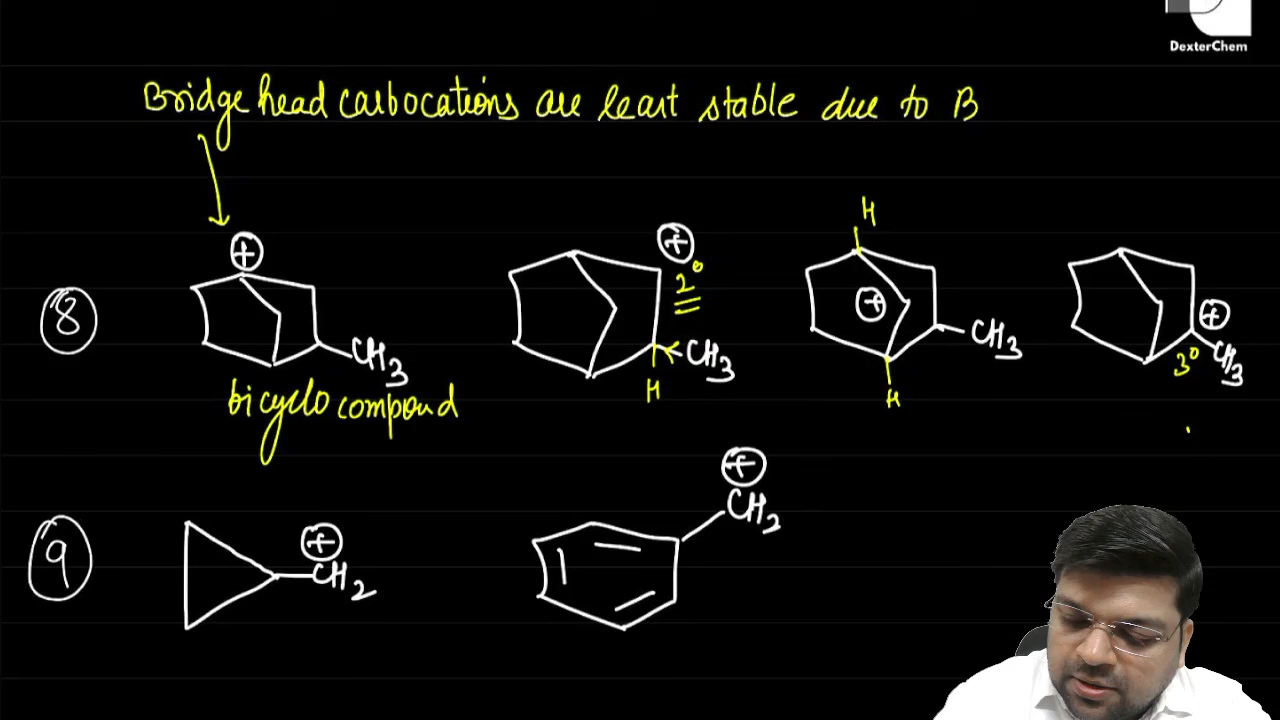 DexterChem
Bridge head carbocations are least stable due to B
⊕ ⊕ H
2° ⊕ ⊕
8
CH3 CH3 CH3 3° CH3
H H
bicyclo compound
⊕
CH2
9
⊕
CH2